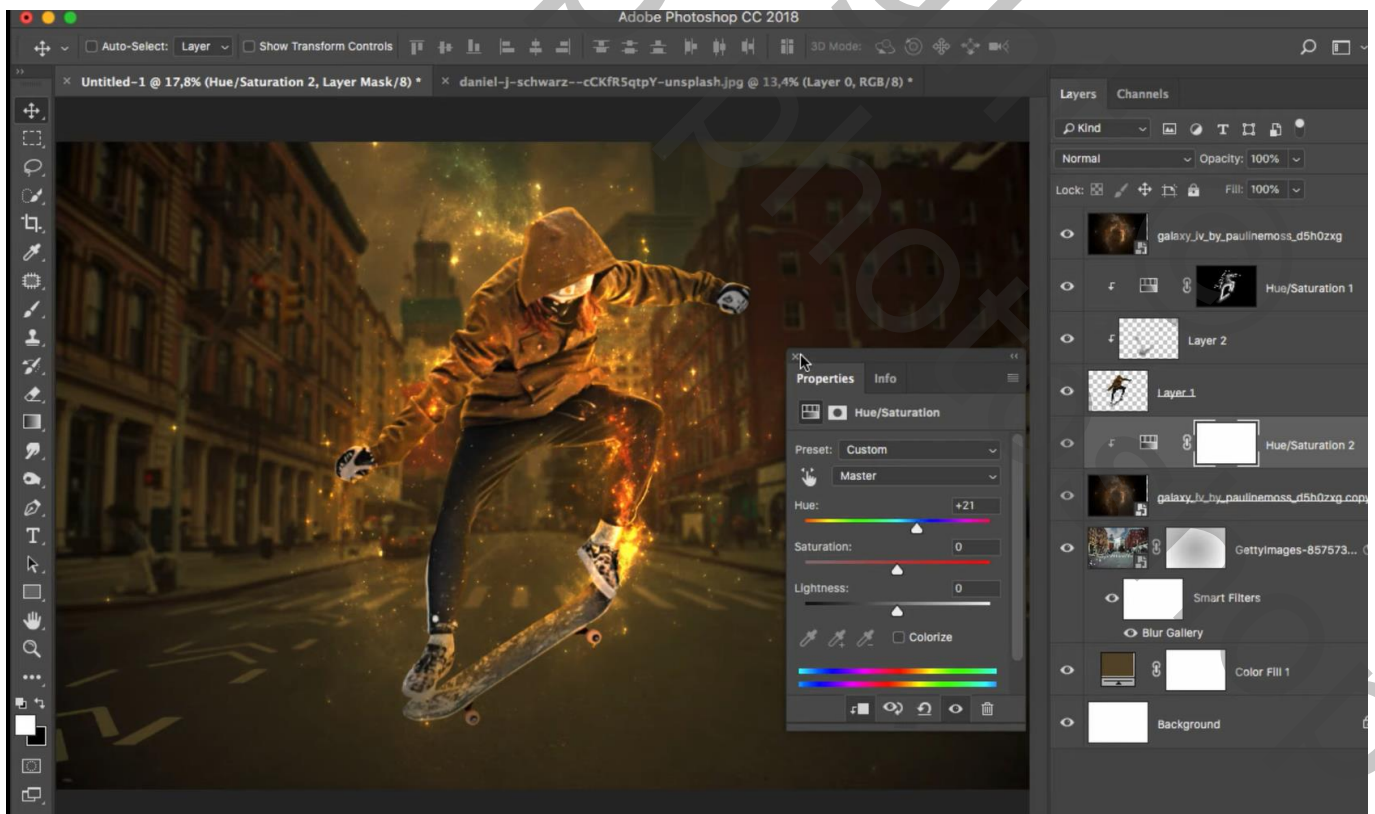 Adobe Photoshop CC 2018
Auto-Select: Layer Show Transform Controls 3D Mode:
× Untitled-1 @ 17,8% (Hue/Saturation 2, Layer Mask/8) * × daniel-j-schwarz--cCKfR5qtpY-unsplash.jpg @ 13,4% (Layer 0, RGB/8) *
Layers Channels
Kind
Normal Opacity: 100%
Lock: Fill: 100%
galaxy_iv_by_paulinemoss_d5h0zxg
Hue/Saturation 1
Layer 2
Layer 1
Hue/Saturation 2
galaxy_iv_by_paulinemoss_d5h0zxg copy
GettyImages-857573...
Smart Filters
Blur Gallery
Color Fill 1
Background
Properties Info
Hue/Saturation
Preset: Custom
Master
Hue: +21
Saturation: 0
Lightness: 0
Colorize